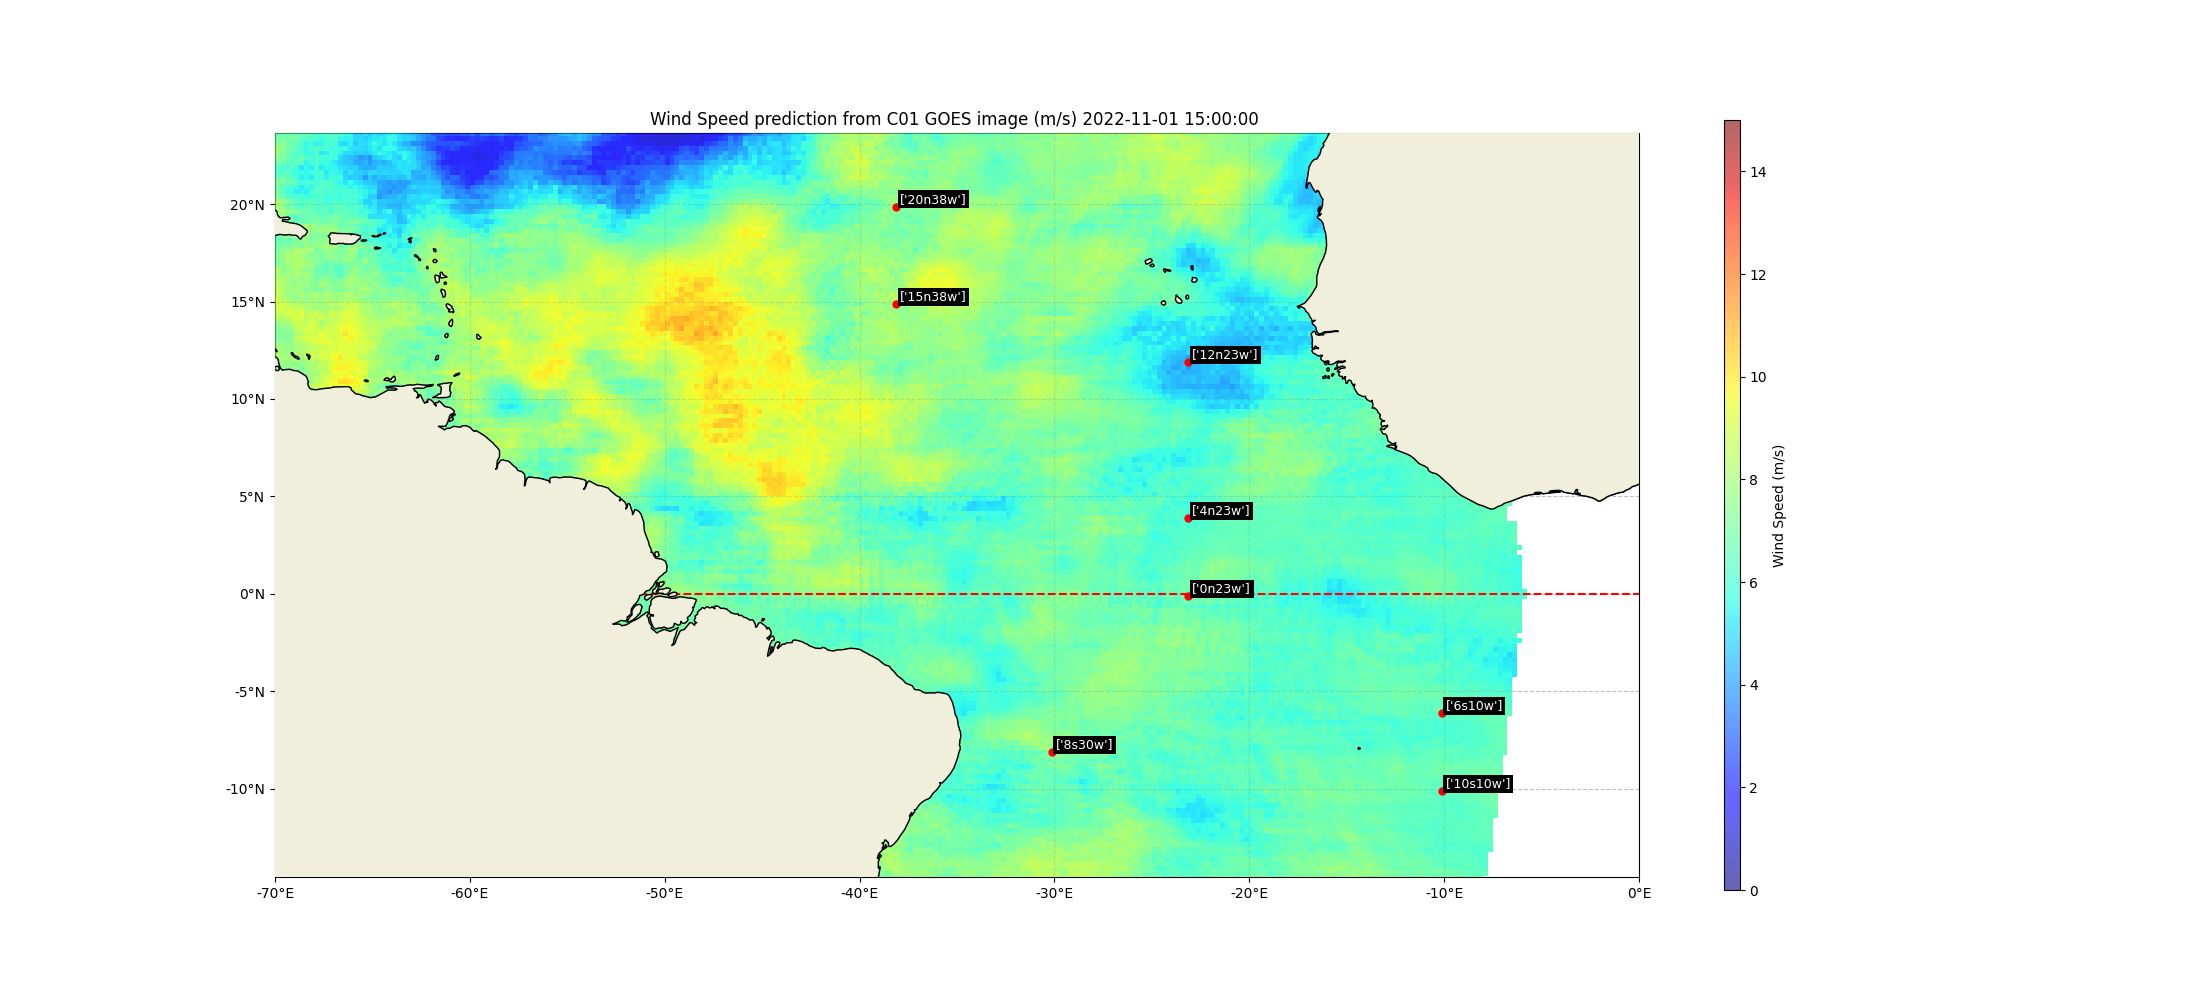 Wind Speed prediction from C01 GOES image (m/s) 2022-11-01 15:00:00
20°N
15°N
10°N
5°N
0°N
-5°N
-10°N
['20n38w']
['15n38w']
['12n23w']
['4n23w']
['0n23w']
['6s10w']
['8s30w']
['10s10w']
-70°E
-60°E
-50°E
-40°E
-30°E
-20°E
-10°E
0°E
14
12
10
8
6
4
2
0
Wind Speed (m/s)